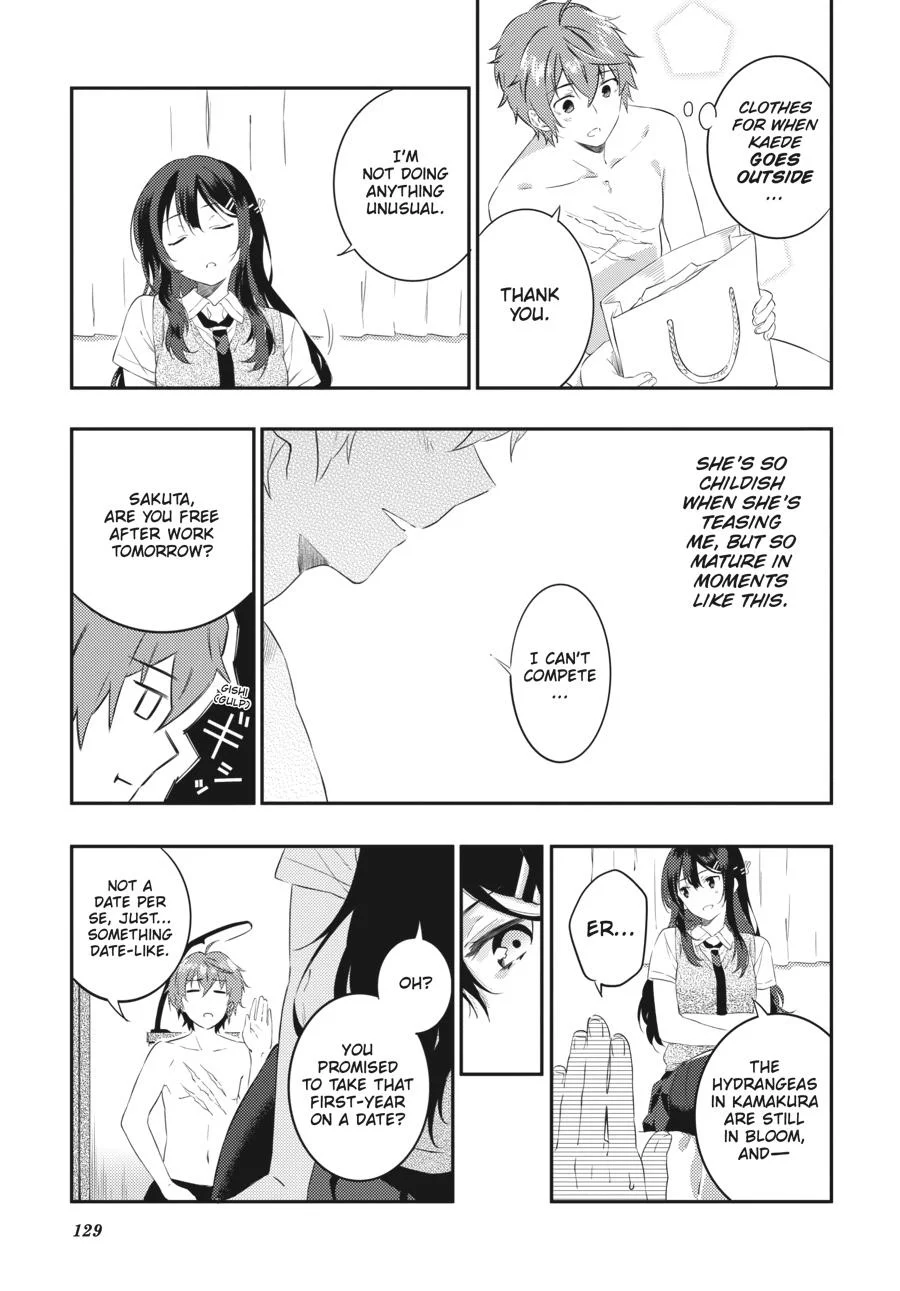 CLOTHES
FOR WHEN
KAEDE
GOES
OUTSIDE
...
THANK
YOU.
I'M
NOT DOING
ANYTHING
UNUSUAL.
SHE'S SO
CHILDISH
WHEN SHE'S
TEASING
ME, BUT SO
MATURE IN
MOMENTS
LIKE THIS.
I CAN'T
COMPETE
...
SAKUTA,
ARE YOU FREE
AFTER WORK
TOMORROW?
GISHI
(GULP)
ギシ
ER...
THE
HYDRANGEAS
IN KAMAKURA
ARE STILL
IN BLOOM,
AND—
OH?
YOU
PROMISED
TO TAKE THAT
FIRST-YEAR
ON A DATE?
NOT A
DATE PER
SE, JUST...
SOMETHING
DATE-LIKE.
129